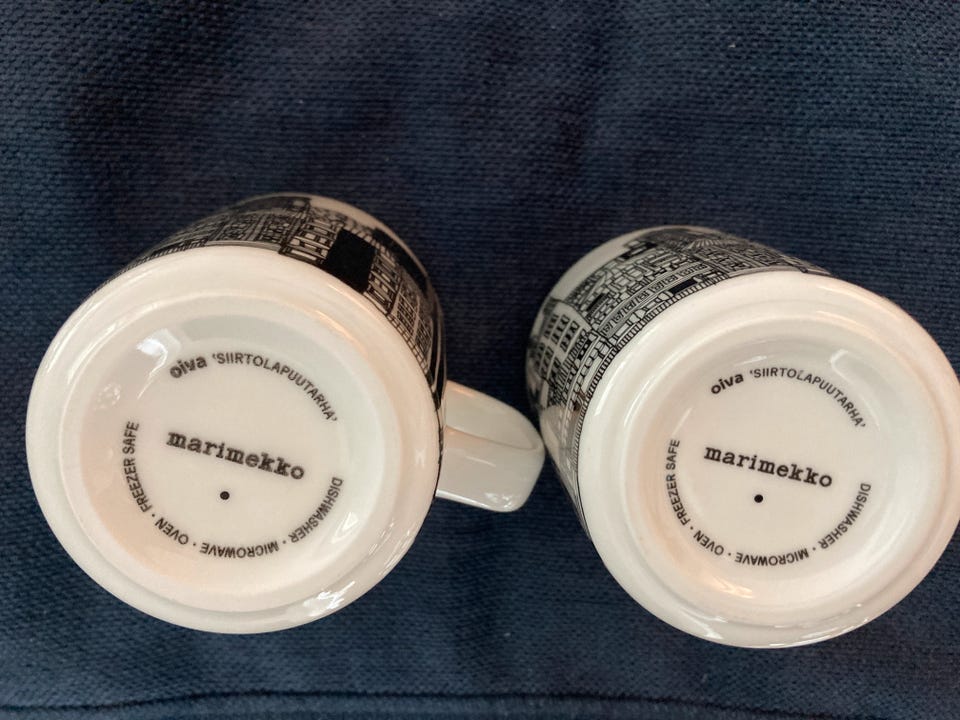 oiva 'SIIRTOLAPUUTARHA'
marimekko
DISHWASHER · MICROWAVE · OVEN · FREEZER SAFE
oiva 'SIIRTOLAPUUTARHA'
marimekko
DISHWASHER · MICROWAVE · OVEN · FREEZER SAFE